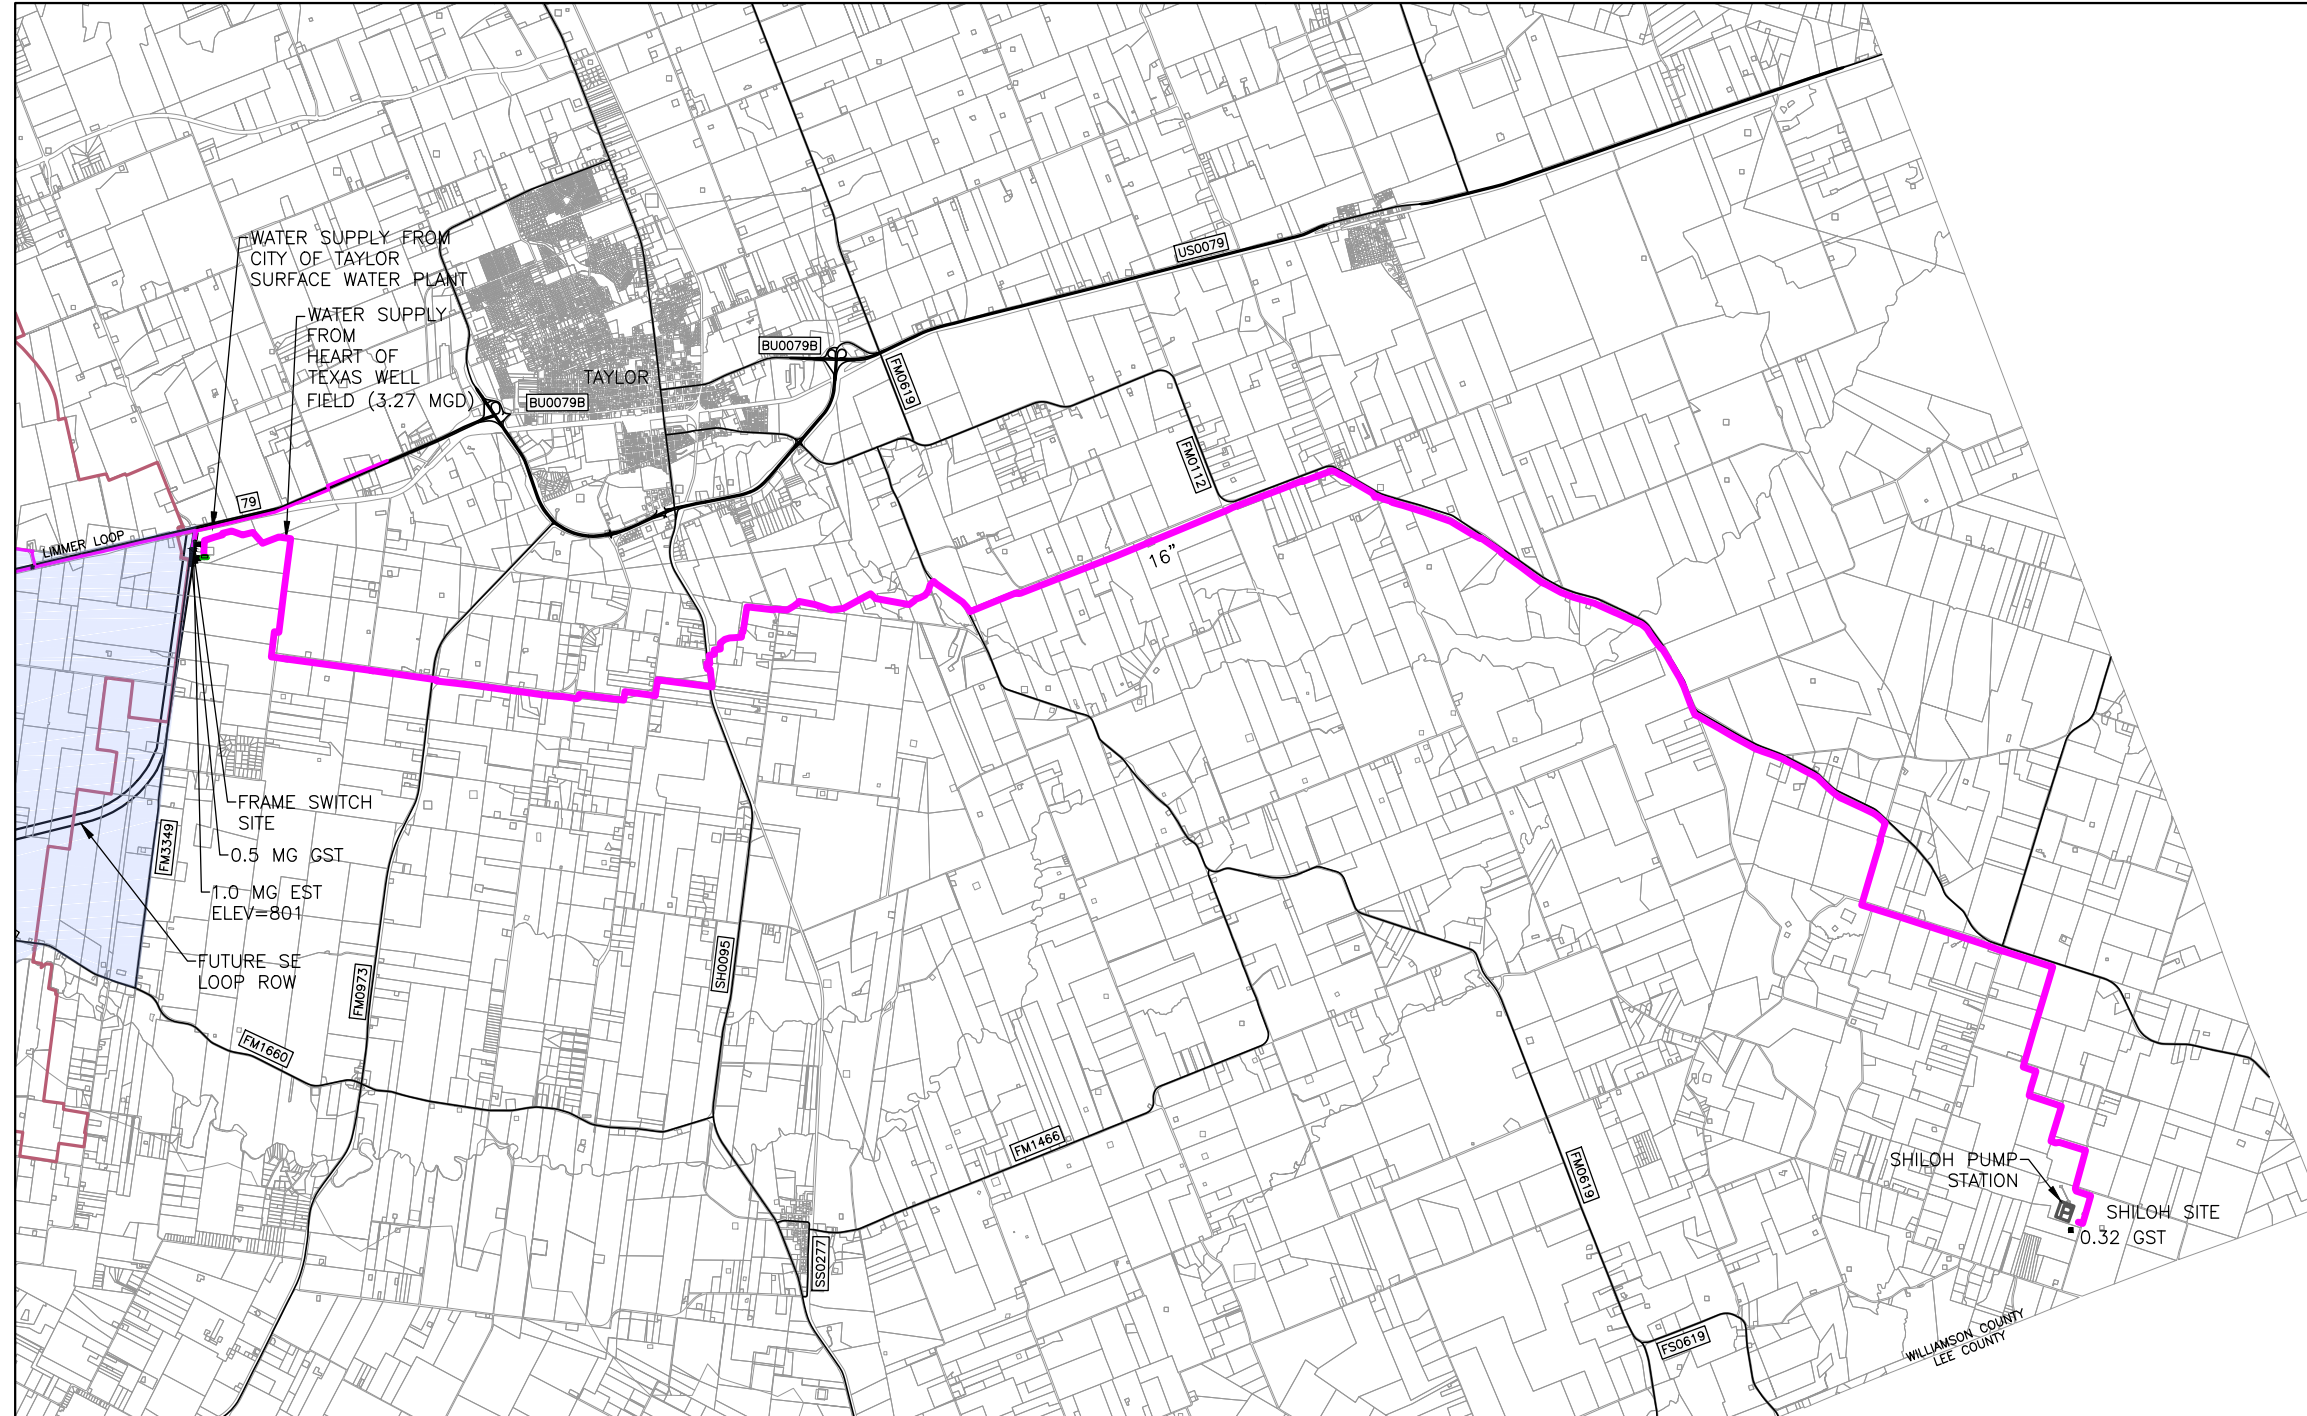 WATER SUPPLY FROM
CITY OF TAYLOR
SURFACE WATER PLANT
WATER SUPPLY
FROM
HEART OF
TEXAS WELL
FIELD (3.27 MGD)
US0079
BU0079B
TAYLOR
BU0079B
FM0619
FM0112
79
LIMMER LOOP
16"
FRAME SWITCH
SITE
0.5 MG GST
1.0 MG EST
ELEV=801
FM3349
FUTURE SE
LOOP ROW
FM0973
SH0095
FM1660
FM1466
FM0619
SS0277
SHILOH PUMP
STATION
SHILOH SITE
0.32 GST
FS0619
WILLIAMSON COUNTY
LEE COUNTY